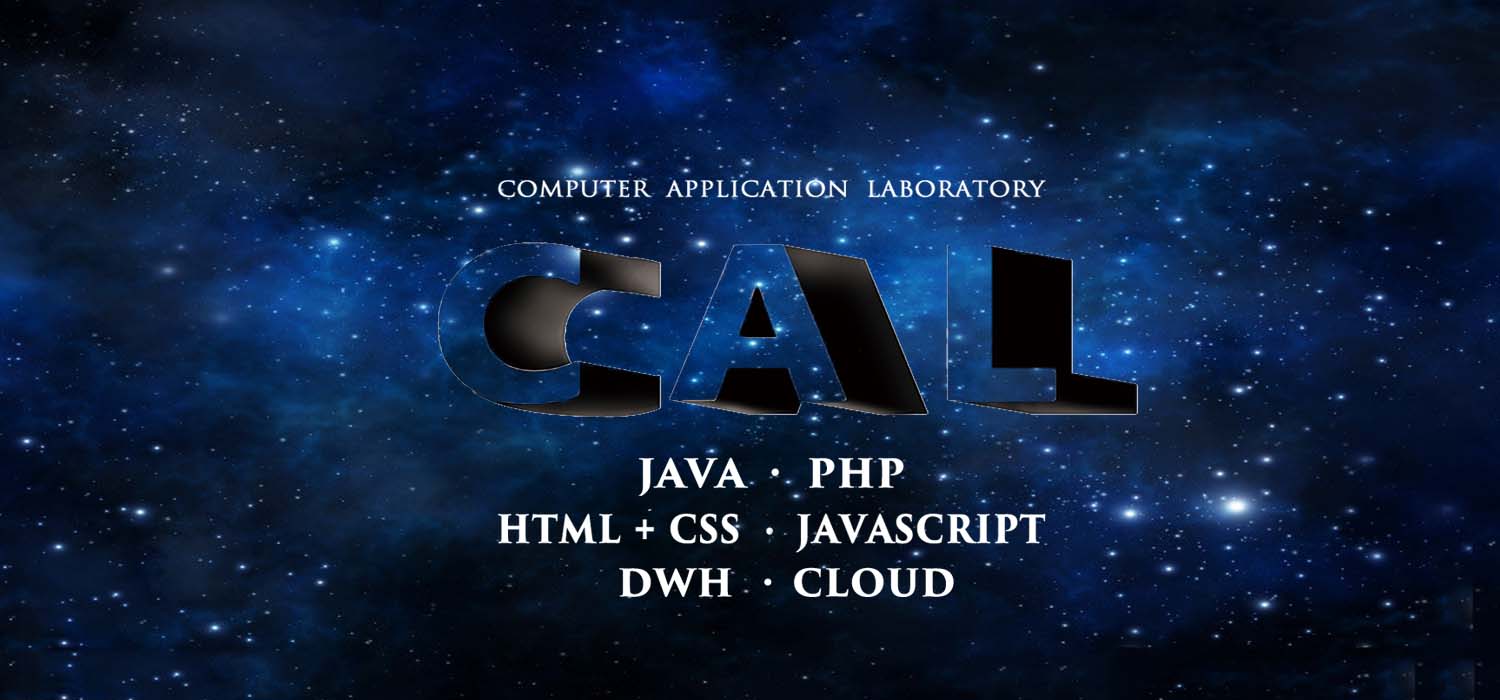 COMPUTER APPLICATION LABORATORY
CAL
JAVA · PHP
HTML + CSS · JAVASCRIPT
DWH · CLOUD